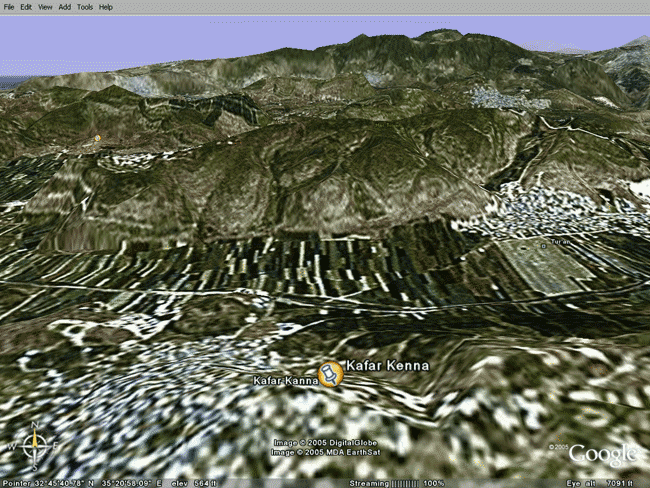 File Edit View Add Tools Help
Turan
Kafar Kenna
Kafar Kanna
N
W E
S
Image © 2005 DigitalGlobe
Image © 2005 MDA EarthSat
©2005 Google
Pointer 32°45'40.78" N 35°20'58.09" E elev 564 ft Streaming |||||||||| 100% Eye alt 7091 ft